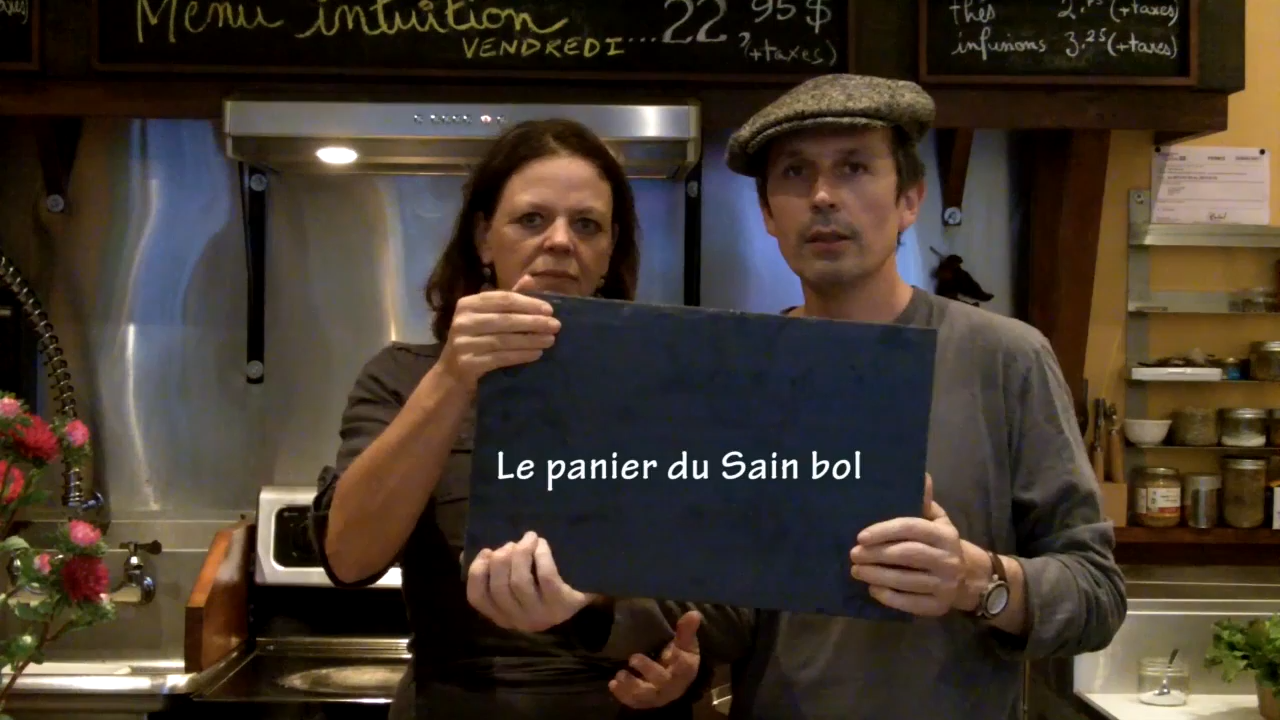 Menu intuition 22,95 $
VENDREDI... (+taxes)
thés 2.75 (+taxes)
infusions 3.25 (+taxes)
Le panier du Sain bol